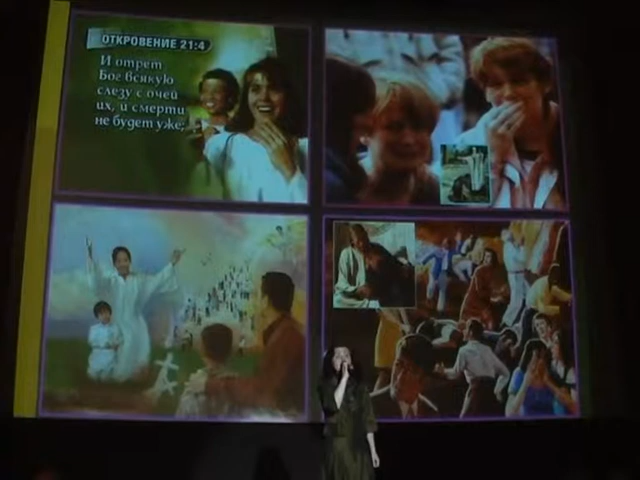 ОТКРОВЕНИЕ 21:4
И отрет
Бог всякую
слезу с очей
их, и смерти
не будет уже,